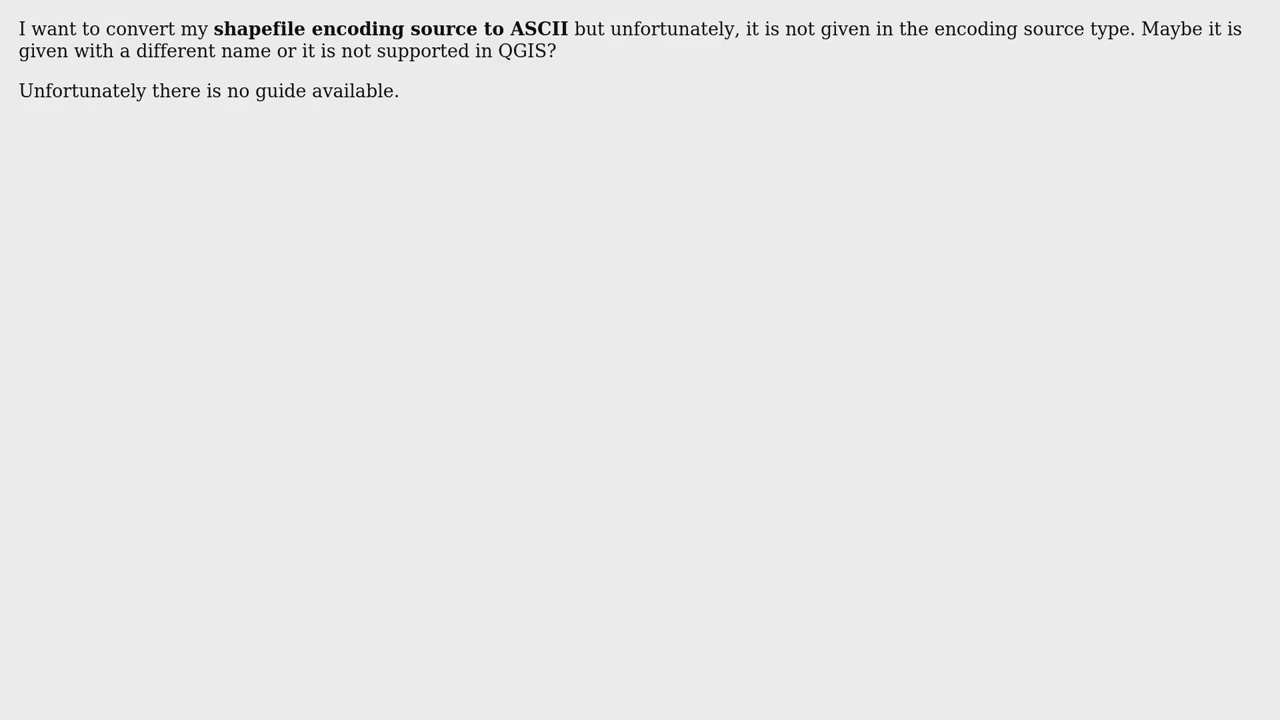 I want to convert my shapefile encoding source to ASCII but unfortunately, it is not given in the encoding source type. Maybe it is
given with a different name or it is not supported in QGIS?
Unfortunately there is no guide available.